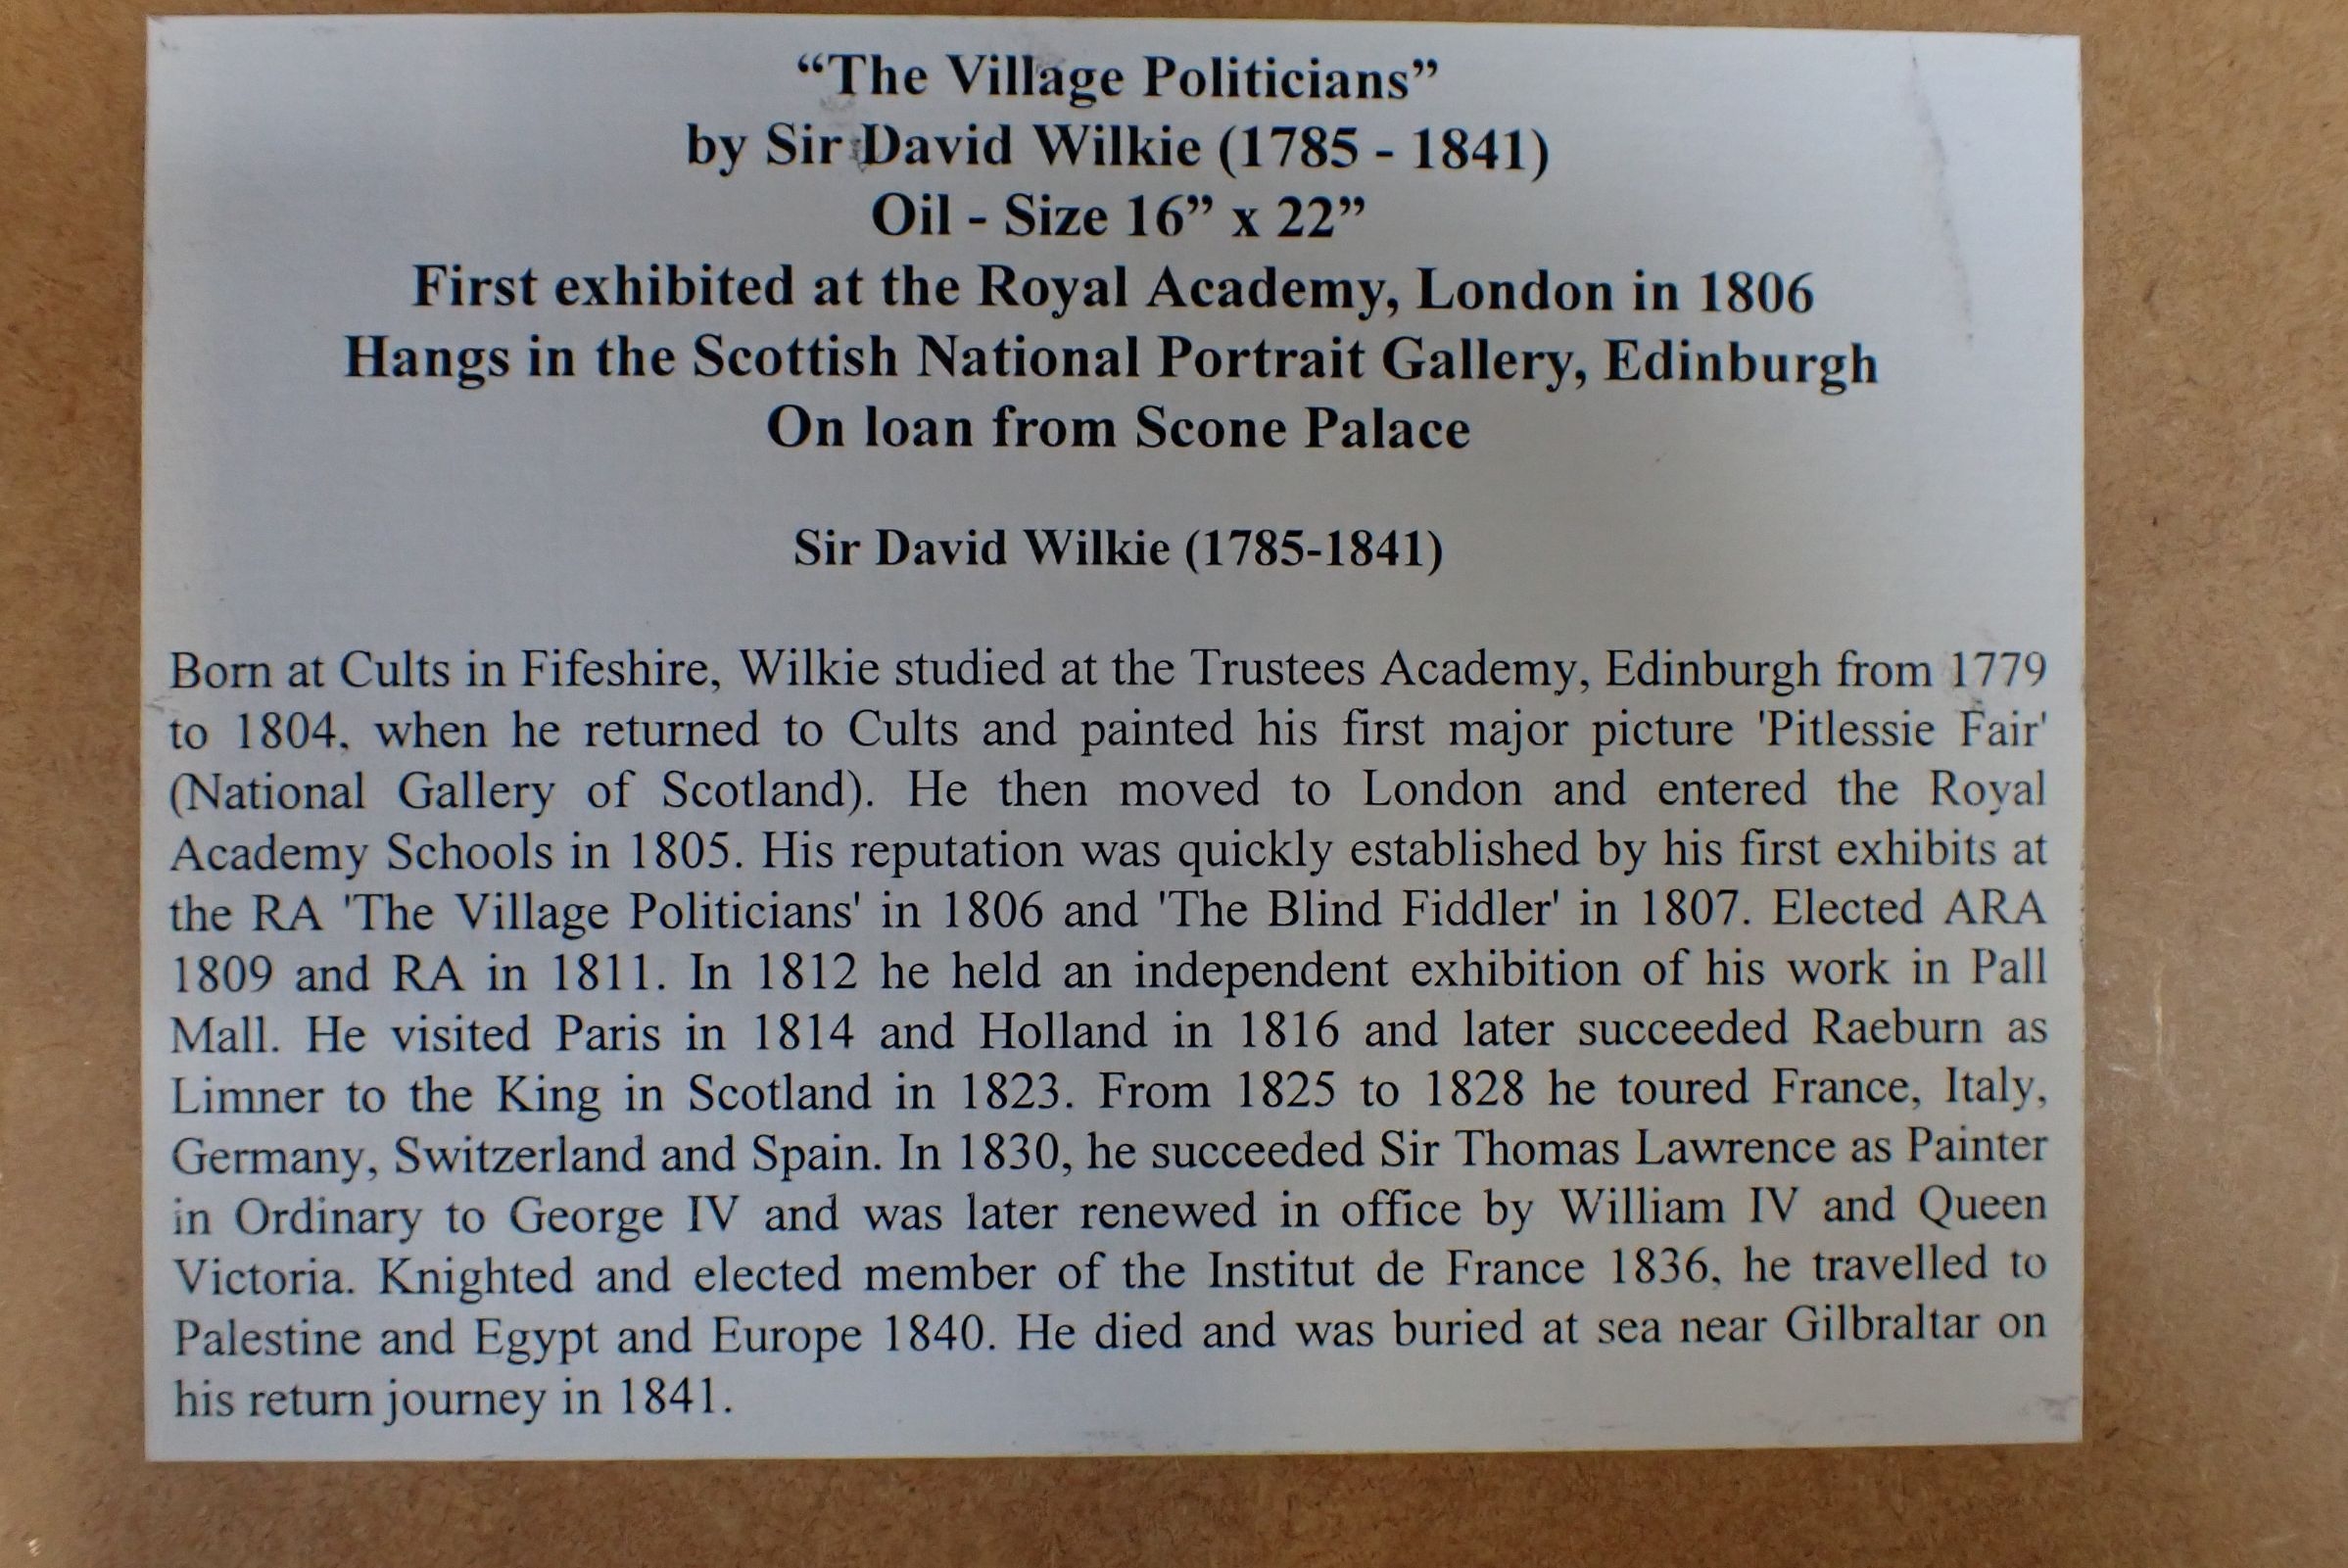 “The Village Politicians”
by Sir David Wilkie (1785 - 1841)
Oil - Size 16” x 22”
First exhibited at the Royal Academy, London in 1806
Hangs in the Scottish National Portrait Gallery, Edinburgh
On loan from Scone Palace
Sir David Wilkie (1785-1841)
Born at Cults in Fifeshire, Wilkie studied at the Trustees Academy, Edinburgh from 1779
to 1804, when he returned to Cults and painted his first major picture 'Pitlessie Fair'
(National Gallery of Scotland). He then moved to London and entered the Royal
Academy Schools in 1805. His reputation was quickly established by his first exhibits at
the RA 'The Village Politicians' in 1806 and 'The Blind Fiddler' in 1807. Elected ARA
1809 and RA in 1811. In 1812 he held an independent exhibition of his work in Pall
Mall. He visited Paris in 1814 and Holland in 1816 and later succeeded Raeburn as
Limner to the King in Scotland in 1823. From 1825 to 1828 he toured France, Italy,
Germany, Switzerland and Spain. In 1830, he succeeded Sir Thomas Lawrence as Painter
in Ordinary to George IV and was later renewed in office by William IV and Queen
Victoria. Knighted and elected member of the Institut de France 1836, he travelled to
Palestine and Egypt and Europe 1840. He died and was buried at sea near Gilbraltar on
his return journey in 1841.